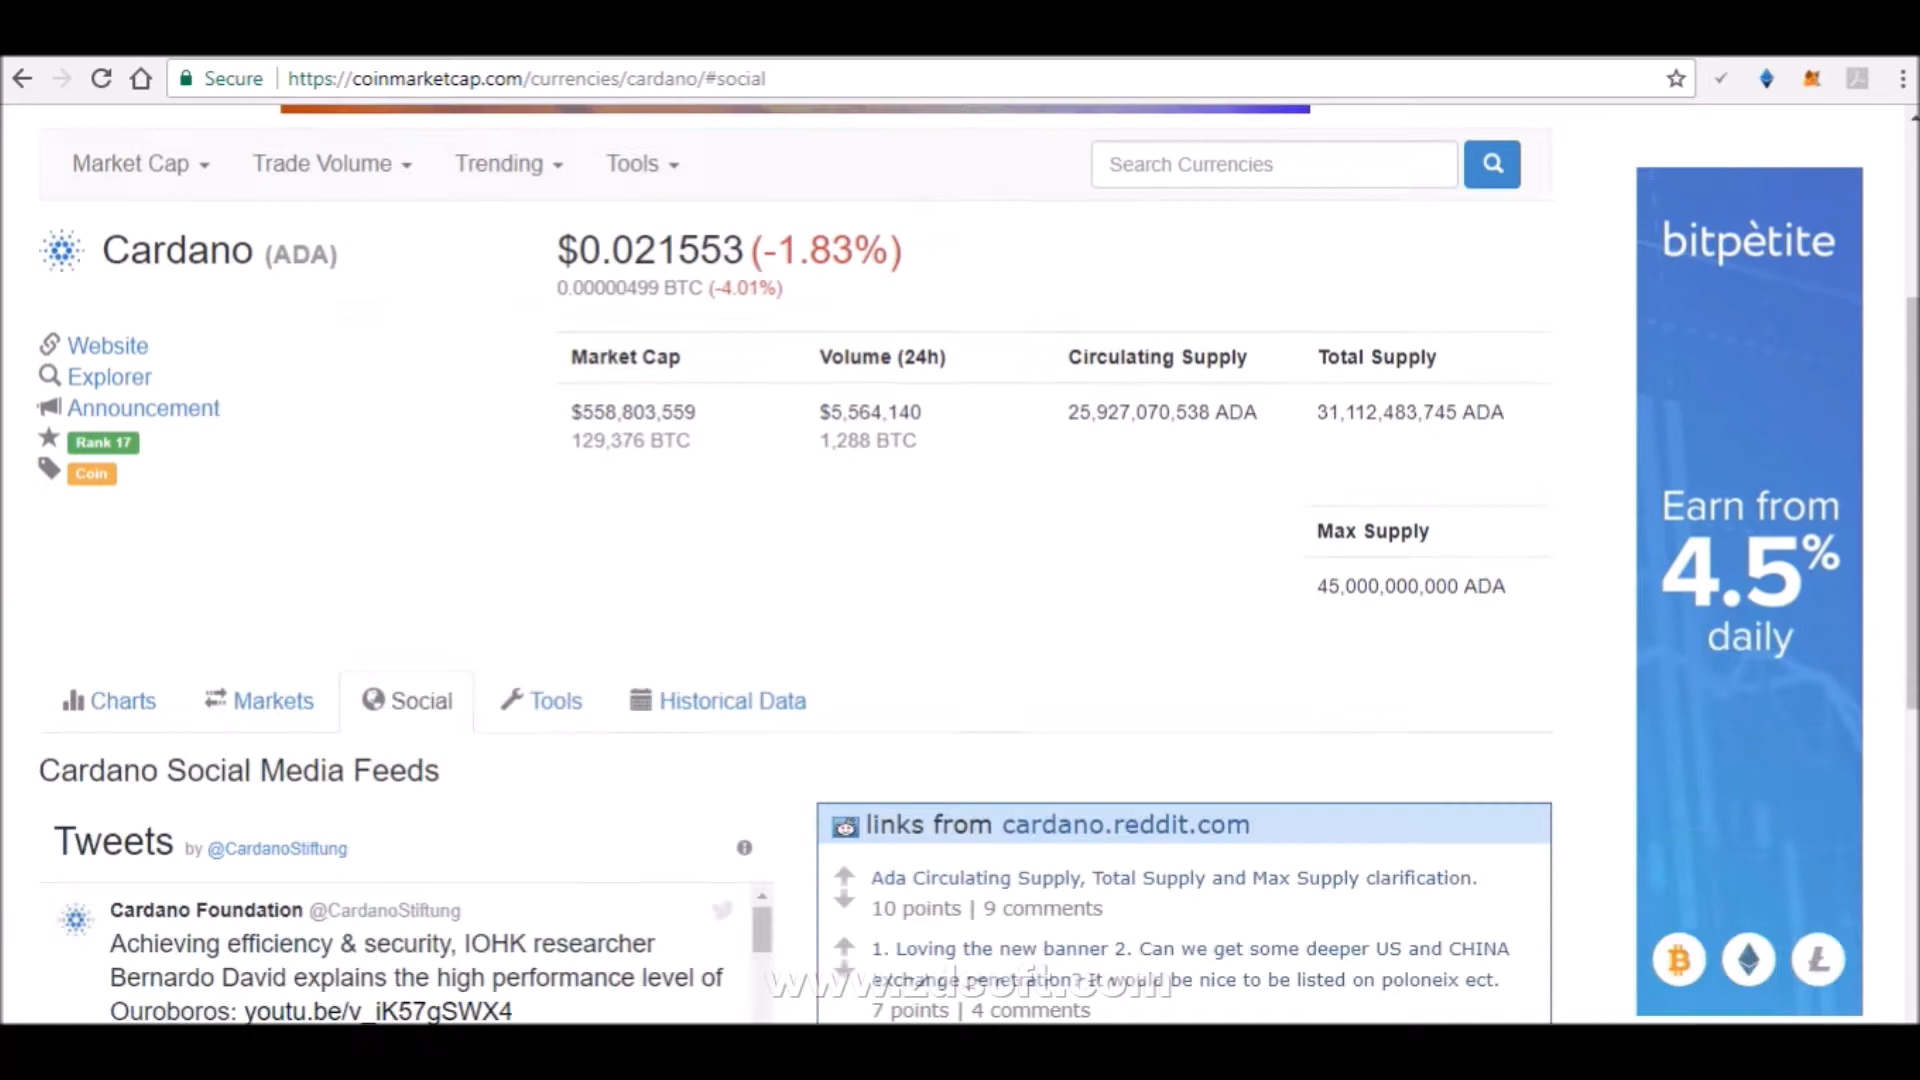 Secure https://coinmarketcap.com/currencies/cardano/#social
Market Cap Trade Volume Trending Tools Search Currencies
Cardano (ADA)
$0.021553 (-1.83%)
0.00000499 BTC (-4.01%)
Website
Explorer
Announcement
Rank 17
Coin
Market Cap Volume (24h) Circulating Supply Total Supply
$558,803,559 $5,564,140 25,927,070,538 ADA 31,112,483,745 ADA
129,376 BTC 1,288 BTC
Max Supply
45,000,000,000 ADA
bitpètite
Earn from
4.5%
daily
Charts Markets Social Tools Historical Data
Cardano Social Media Feeds
Tweets by @CardanoStiftung
Cardano Foundation @CardanoStiftung
Achieving efficiency & security, IOHK researcher
Bernardo David explains the high performance level of
Ouroboros: youtu.be/v_iK57gSWX4
links from cardano.reddit.com
Ada Circulating Supply, Total Supply and Max Supply clarification.
10 points | 9 comments
1. Loving the new banner 2. Can we get some deeper US and CHINA
exchange penetration? It would be nice to be listed on poloneix ect.
7 points | 4 comments
www.zdsoft.com